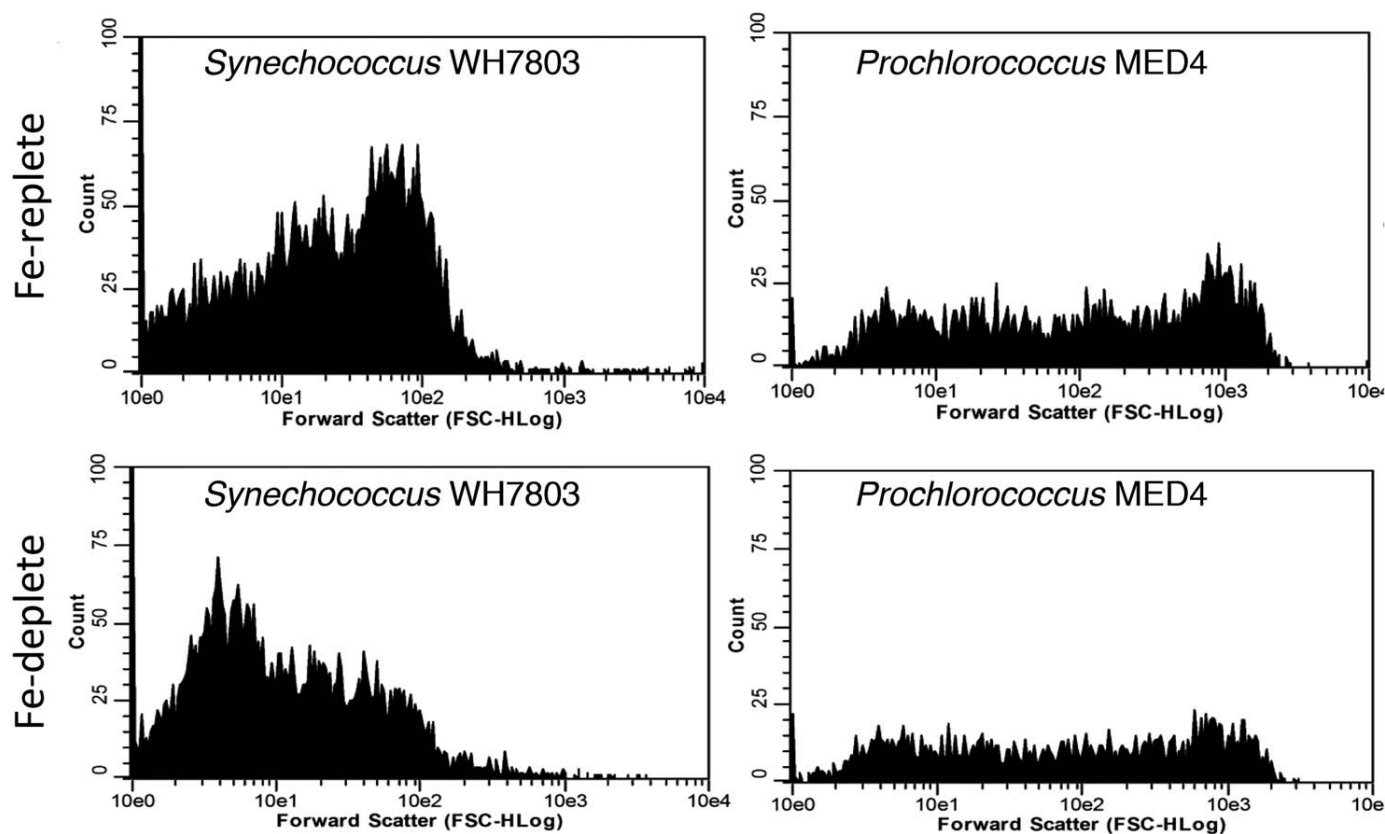 Fe-replete
Synechococcus WH7803
100
75
50
25
0
Count
10e0 10e1 10e2 10e3 10e4
Forward Scatter (FSC-HLog)
Prochlorococcus MED4
100
75
50
25
0
Count
10e0 10e1 10e2 10e3 10e4
Forward Scatter (FSC-HLog)
Fe-deplete
Synechococcus WH7803
100
75
50
25
0
Count
10e0 10e1 10e2 10e3 10e4
Forward Scatter (FSC-HLog)
Prochlorococcus MED4
100
75
50
25
0
Count
10e0 10e1 10e2 10e3 10e
Forward Scatter (FSC-HLog)